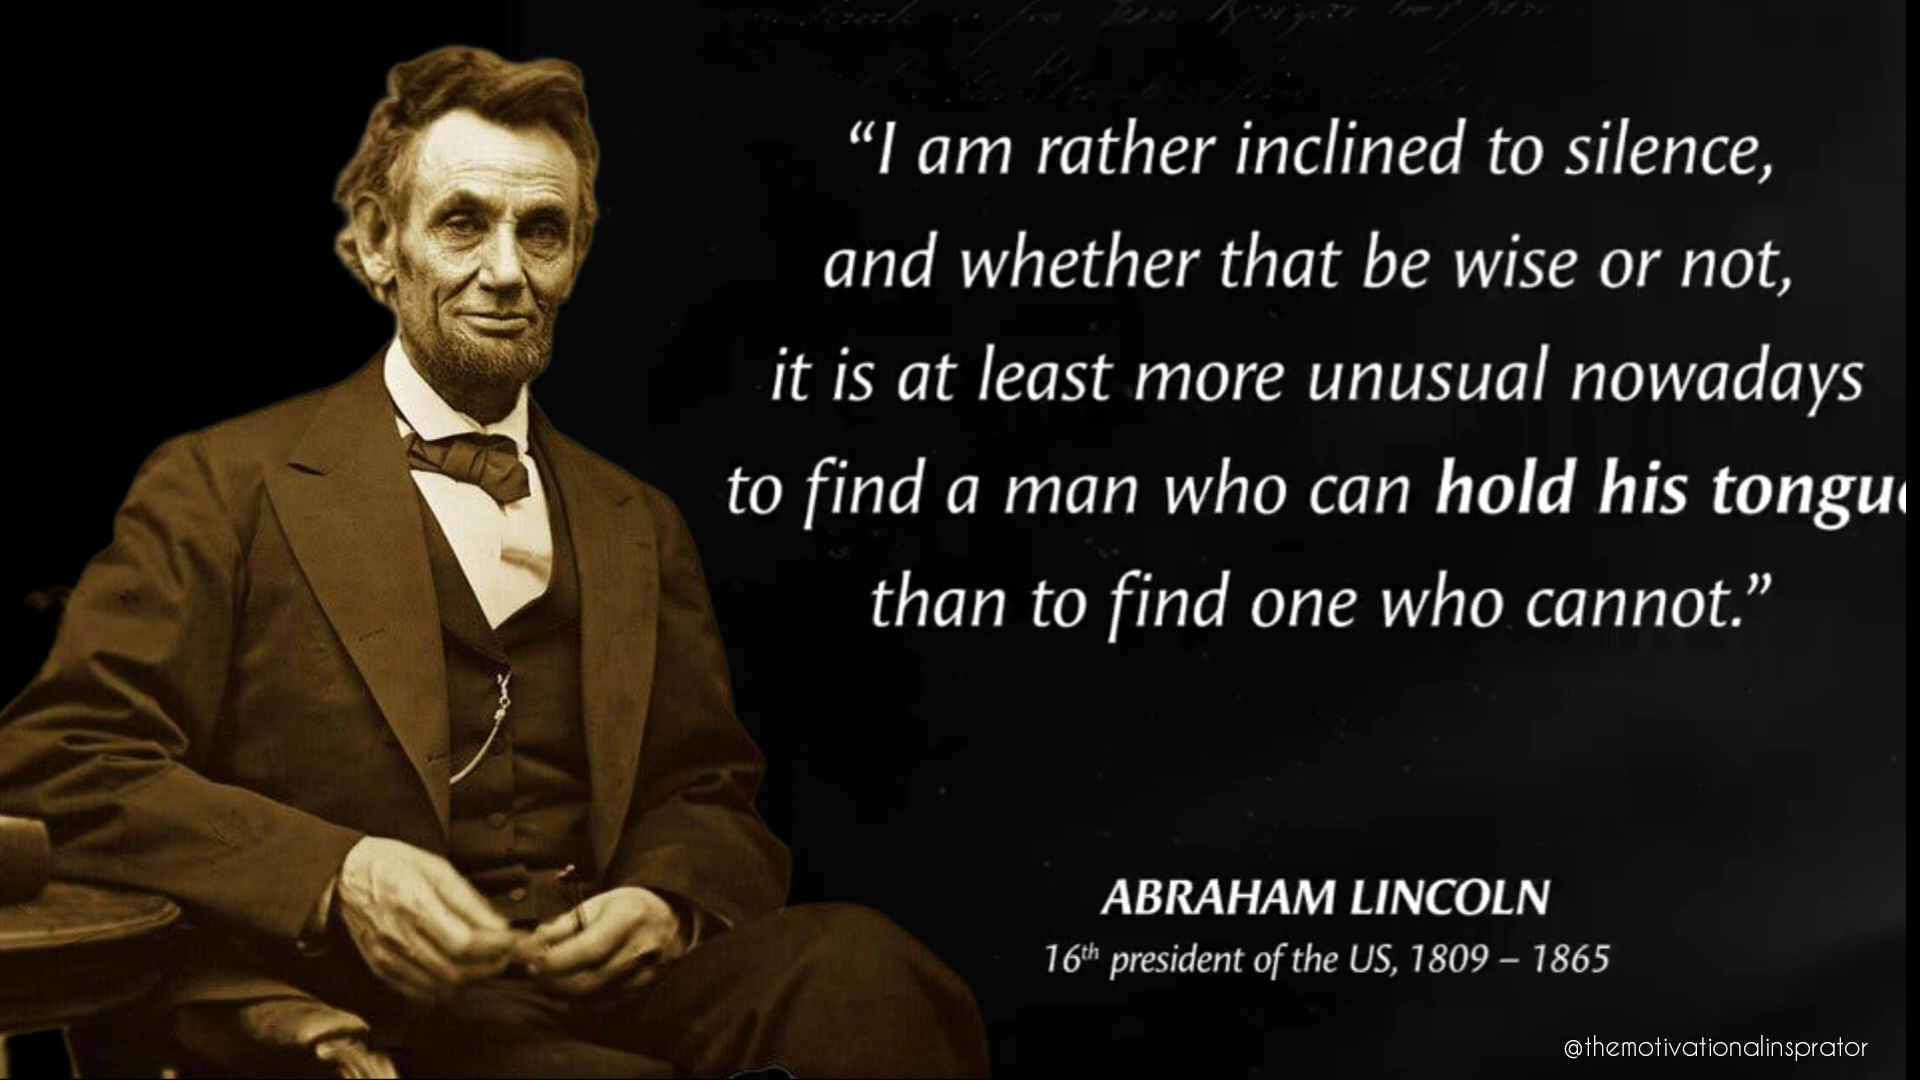 “I am rather inclined to silence,
and whether that be wise or not,
it is at least more unusual nowadays
to find a man who can hold his tongue
than to find one who cannot.”
ABRAHAM LINCOLN
16th president of the US, 1809 – 1865
@themotivationalinsprator